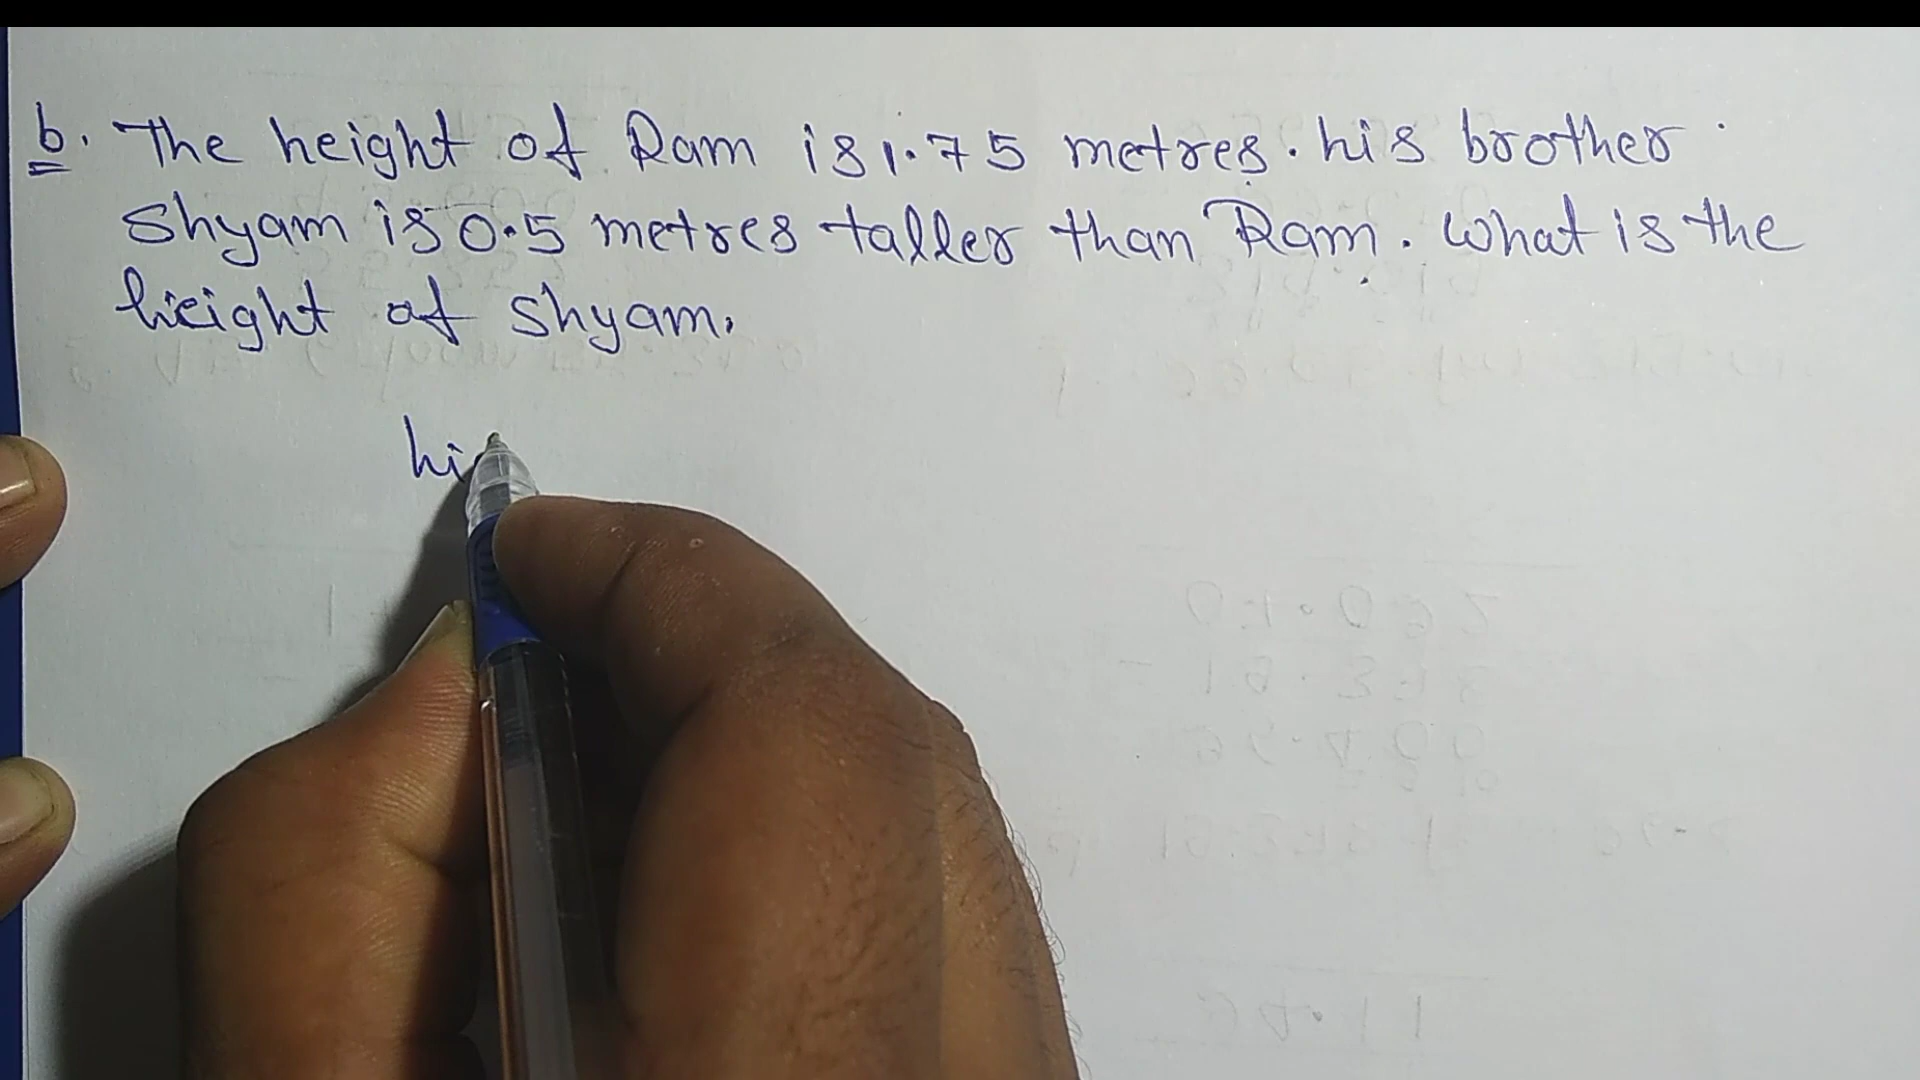 b. The height of Ram is 1.75 metres. his brother
Shyam is 0.5 metres taller than Ram. What is the
height of Shyam.
hi